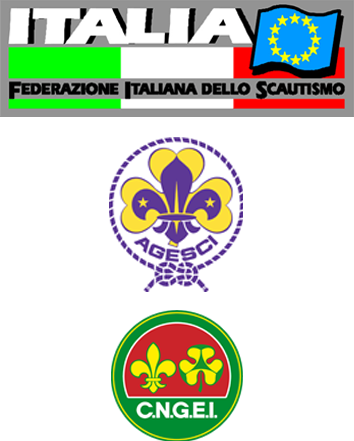 ITALIA
FEDERAZIONE ITALIANA DELLO SCAUTISMO
AGESCI
C.N.G.E.I.